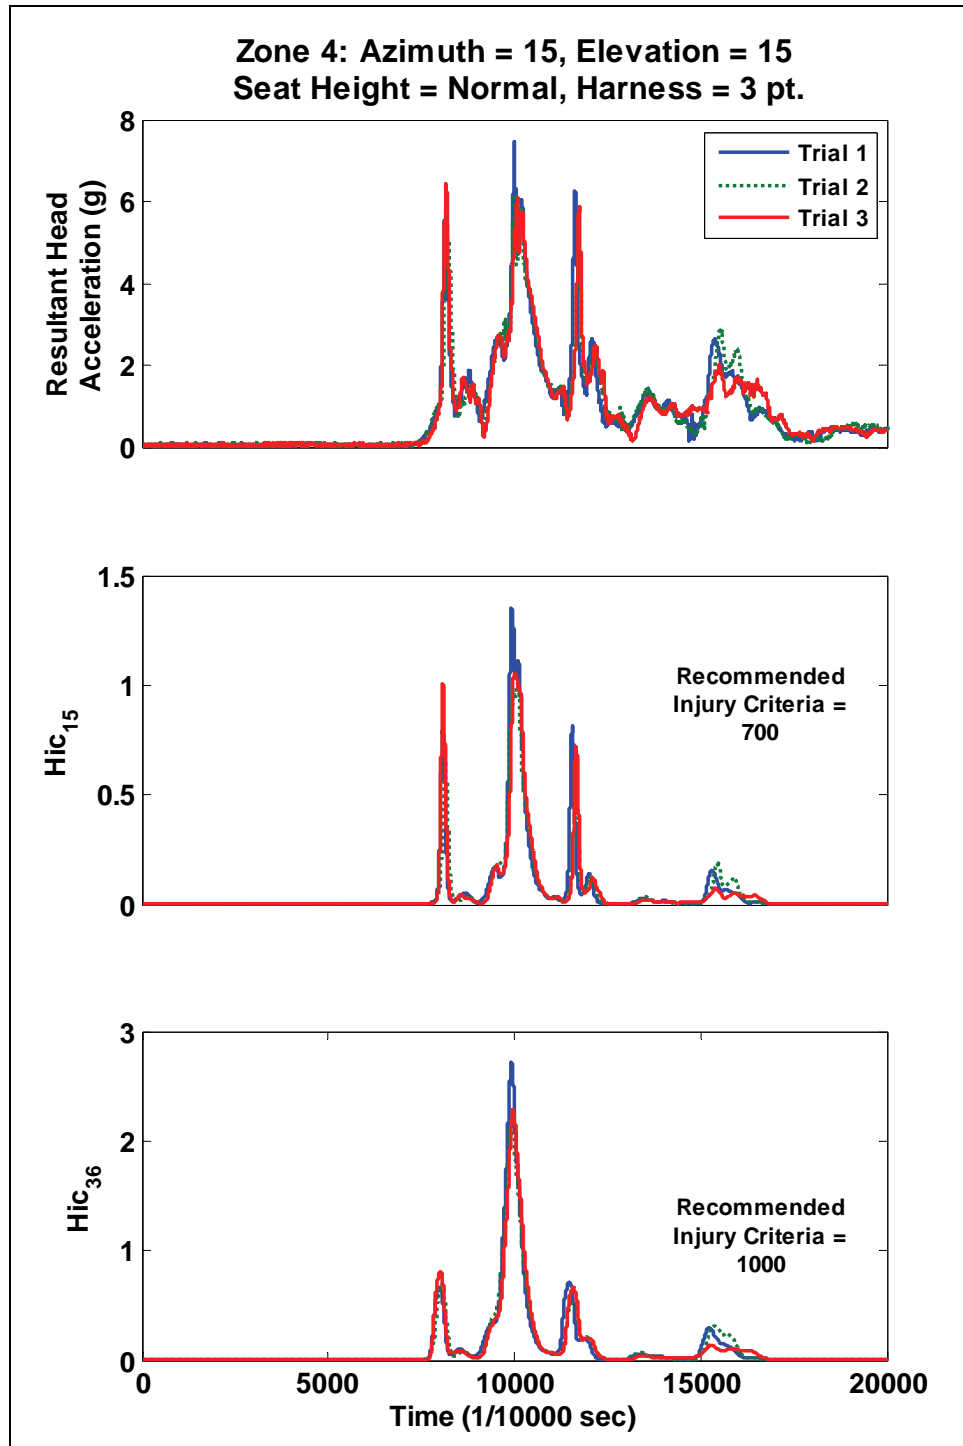 Zone 4: Azimuth = 15, Elevation = 15
Seat Height = Normal, Harness = 3 pt.
8
6
4
2
0
Resultant Head
Acceleration (g)
Trial 1
Trial 2
Trial 3
1.5
1
0.5
0
Hic15
Recommended
Injury Criteria =
700
3
2
1
0
Hic36
Recommended
Injury Criteria =
1000
0 5000 10000 15000 20000
Time (1/10000 sec)